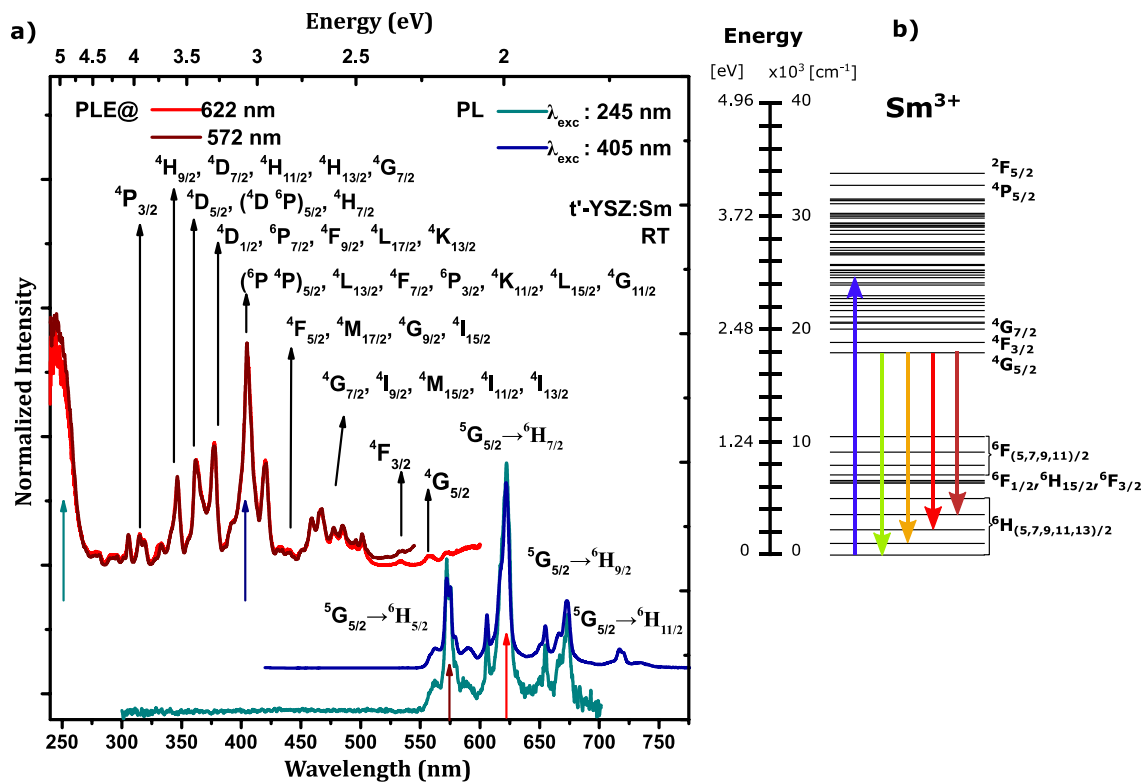 a)
Energy (eV)
5 4.5 4 3.5 3 2.5 2
PLE@ 622 nm
572 nm
PL λexc : 245 nm
λexc : 405 nm
⁴H9/2, ⁴D7/2, ⁴H11/2, ⁴H13/2, ⁴G7/2
⁴P3/2
⁴D5/2, (⁴D ⁶P)5/2, ⁴H7/2
t'-YSZ:Sm
RT
⁴D1/2, ⁶P7/2, ⁴F9/2, ⁴L17/2, ⁴K13/2
(⁶P ⁴P)5/2, ⁴L13/2, ⁴F7/2, ⁶P3/2, ⁴K11/2, ⁴L15/2, ⁴G11/2
⁴F5/2, ⁴M17/2, ⁴G9/2, ⁴I15/2
⁴G7/2, ⁴I9/2, ⁴M15/2, ⁴I11/2, ⁴I13/2
⁵G5/2→⁶H7/2
⁴F3/2
⁴G5/2
⁵G5/2→⁶H9/2
⁵G5/2→⁶H5/2
⁵G5/2→⁶H11/2
Normalized Intensity
250 300 350 400 450 500 550 600 650 700 750
Wavelength (nm)
b)
Energy
[eV] x10³ [cm⁻¹]
Sm³⁺
4.96 40
3.72 30
2.48 20
1.24 10
0 0
²F5/2
⁴P5/2
⁴G7/2
⁴F3/2
⁴G5/2
⁶F(5,7,9,11)/2
⁶F1/2,⁶H15/2,⁶F3/2
⁶H(5,7,9,11,13)/2